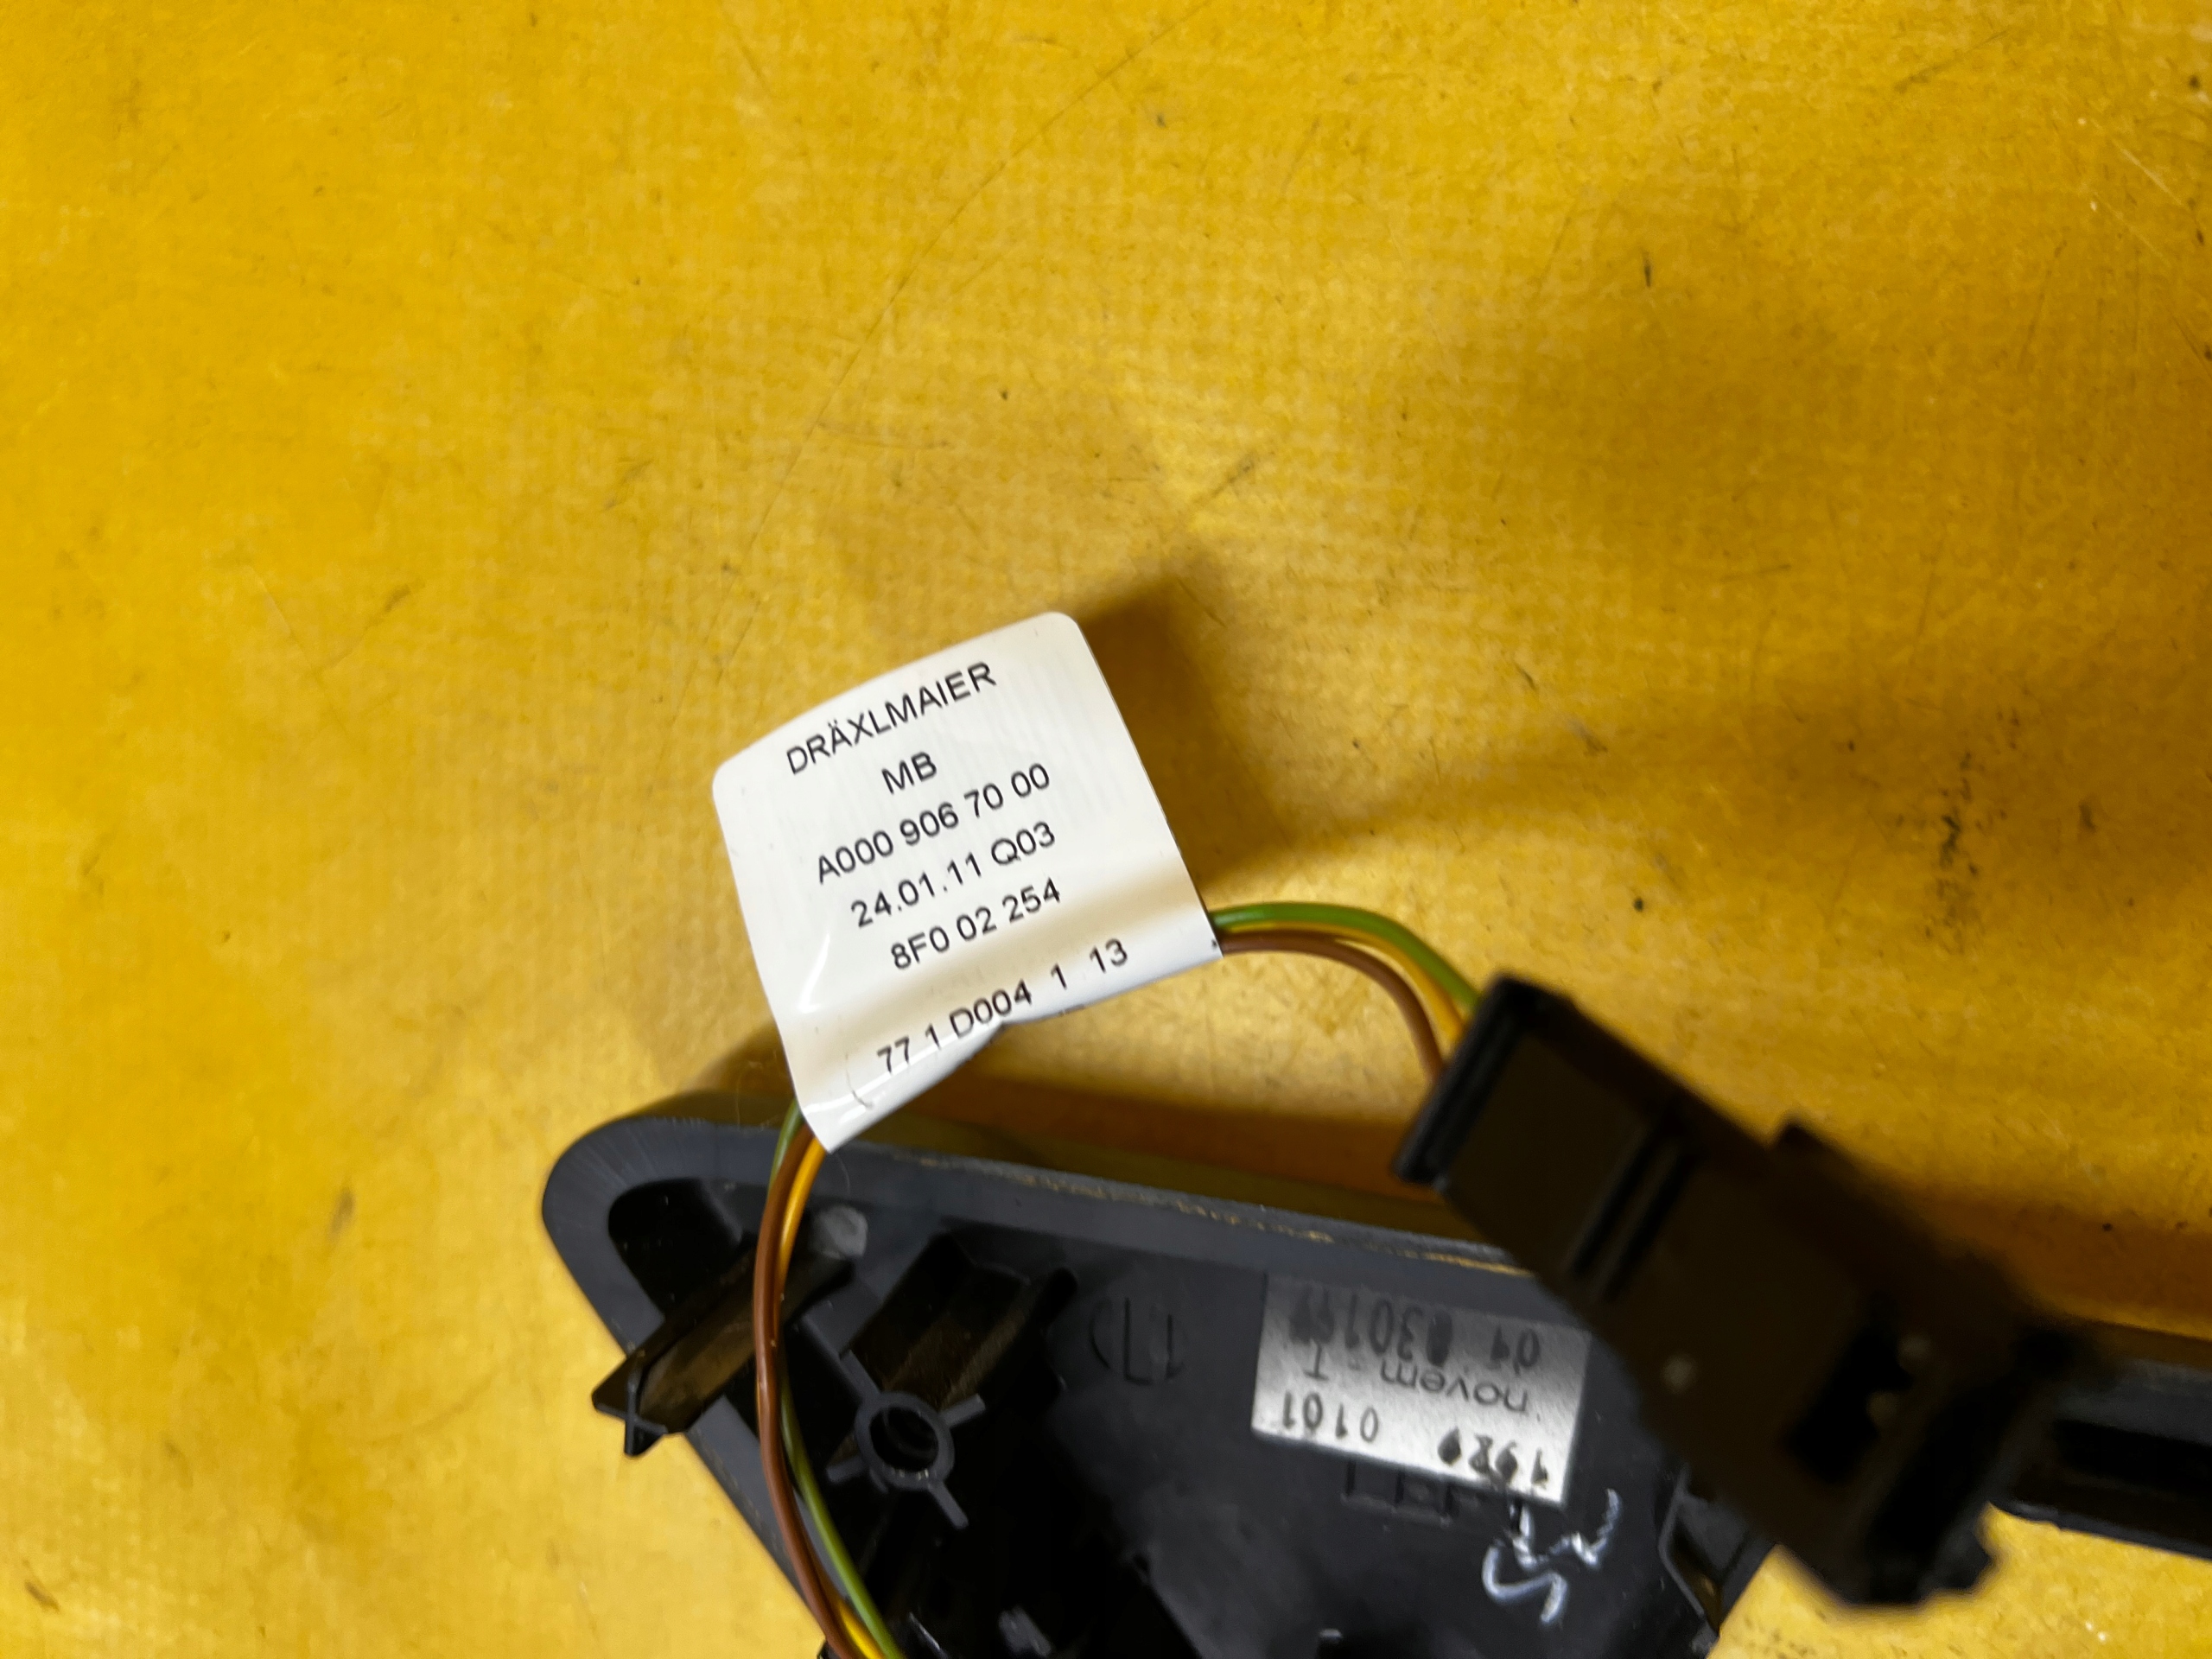 DRÄXLMAIER
MB
A000 906 70 00
24.01.11 Q03
8F0 02 254
77 1 D004 1 13
0101
novem - T